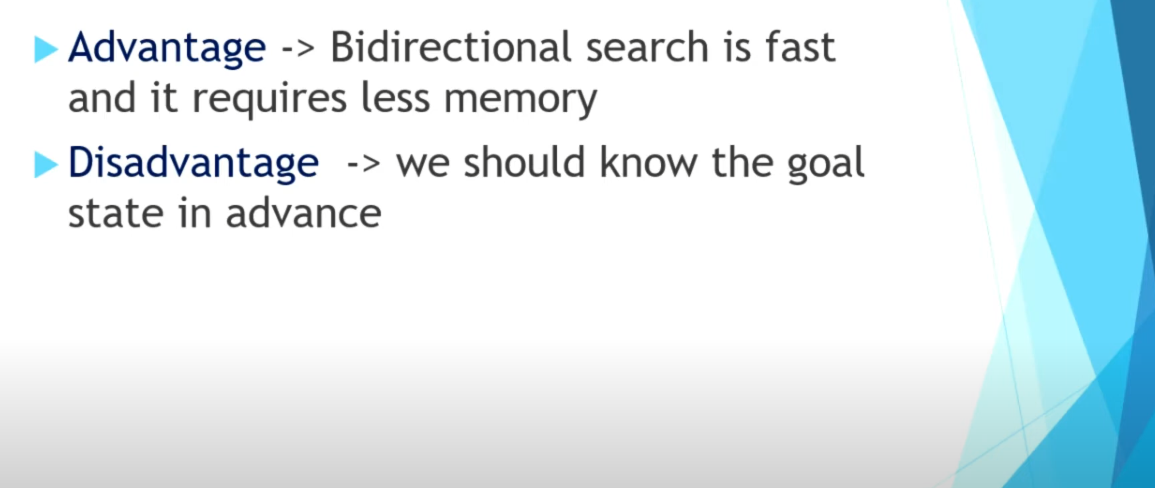 Advantage -> Bidirectional search is fast
and it requires less memory
Disadvantage -> we should know the goal
state in advance